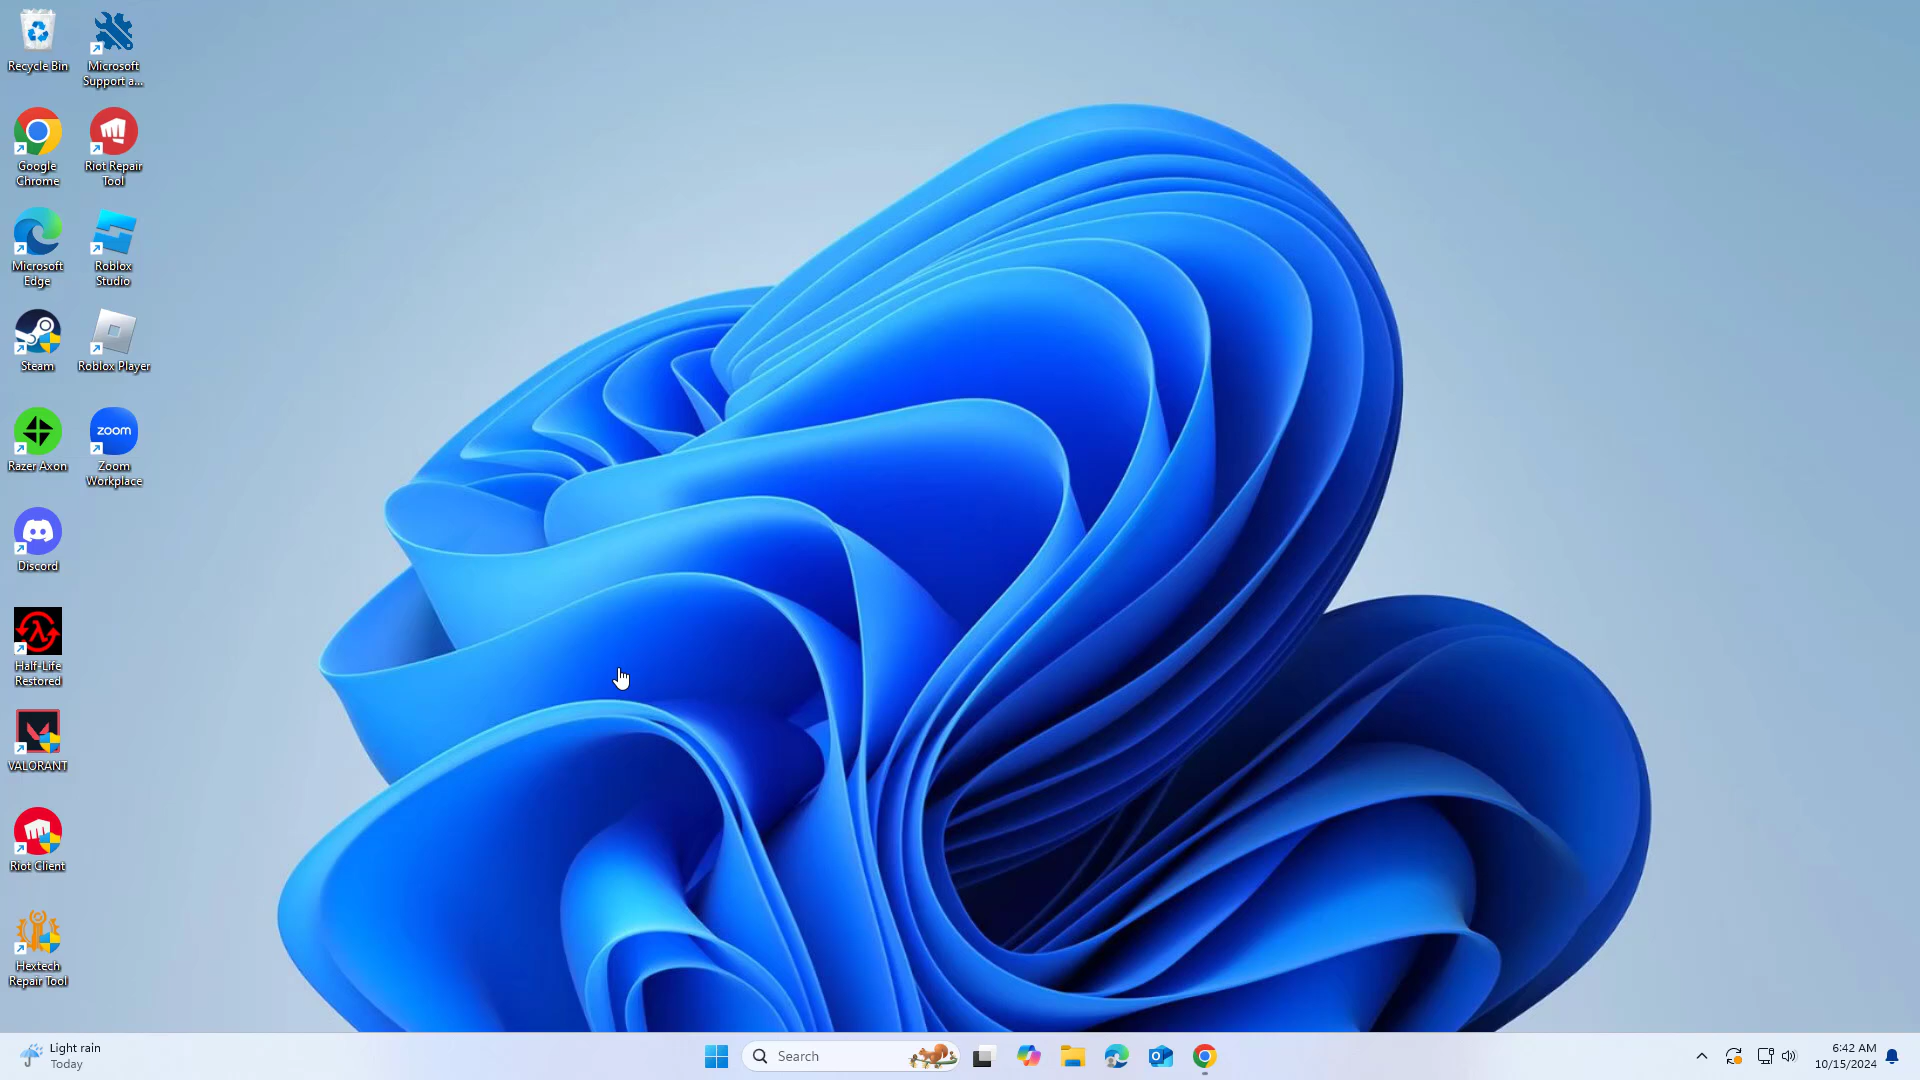 Recycle Bin
Microsoft
Support a...
Google
Chrome
Riot Repair
Tool
Microsoft
Edge
Roblox
Studio
Steam
Roblox Player
Razer Axon
zoom
Zoom
Workplace
Discord
Half-Life
Restored
VALORANT
Riot Client
Hextech
Repair Tool
Light rain
Today
Search
6:42 AM
10/15/2024